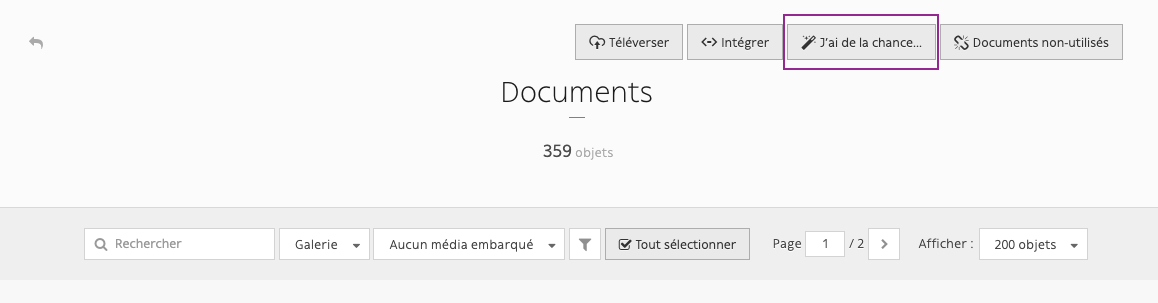 Téléverser
Intégrer
J'ai de la chance...
Documents non-utilisés
Documents
359 objets
Rechercher
Galerie
Aucun média embarqué
Tout sélectionner
Page 1 / 2
Afficher : 200 objets